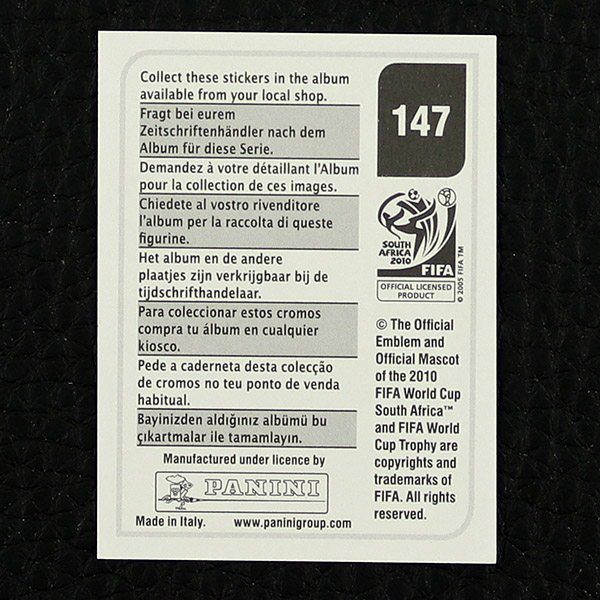 Collect these stickers in the album
available from your local shop.
Fragt bei eurem
Zeitschriftenhändler nach dem
Album für diese Serie.
Demandez à votre détaillant l'Album
pour la collection de ces images.
Chiedete al vostro rivenditore
l'album per la raccolta di queste
figurine.
Het album en de andere
plaatjes zijn verkrijgbaar bij de
tijdschrifthandelaar.
Para coleccionar estos cromos
compra tu álbum en cualquier
kiosco.
Pede a caderneta desta colecção
de cromos no teu ponto de venda
habitual.
Bayinizden aldığınız albümü bu
çıkartmalar ile tamamlayın.
Manufactured under licence by
PANINI
Made in Italy. www.paninigroup.com
147
SOUTH
AFRICA
2010
FIFA
OFFICIAL LICENSED
PRODUCT
© 2005 FIFA TM
© The Official
Emblem and
Official Mascot
of the 2010
FIFA World Cup
South Africa™
and FIFA World
Cup Trophy are
copyrights and
trademarks of
FIFA. All rights
reserved.